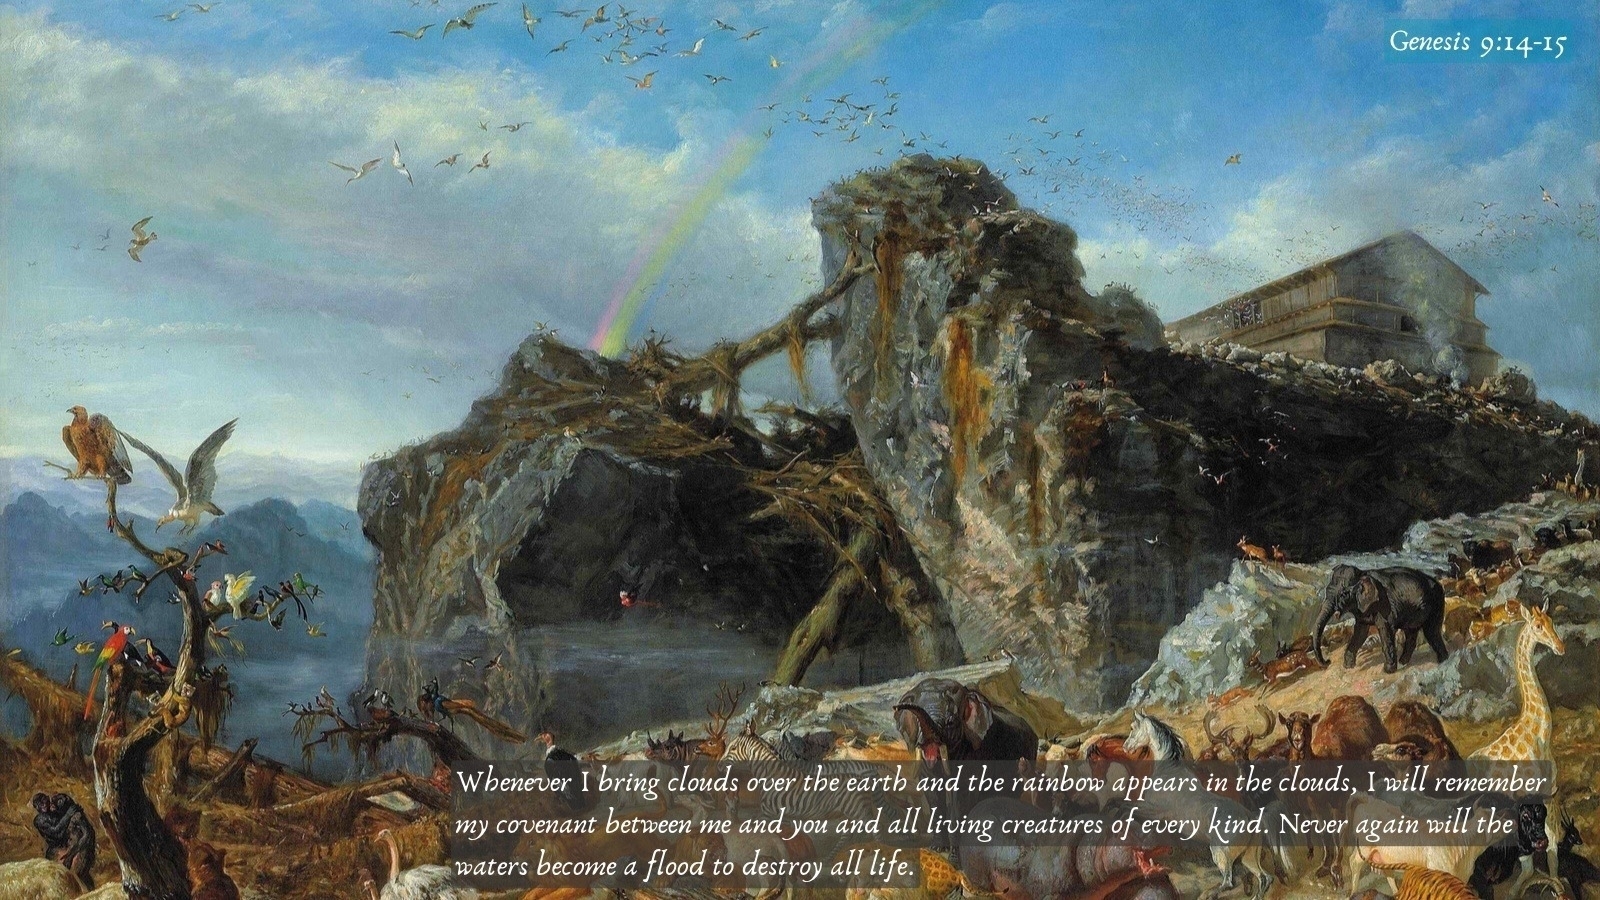 Genesis 9:14-15
Whenever I bring clouds over the earth and the rainbow appears in the clouds, I will remember
my covenant between me and you and all living creatures of every kind. Never again will the
waters become a flood to destroy all life.